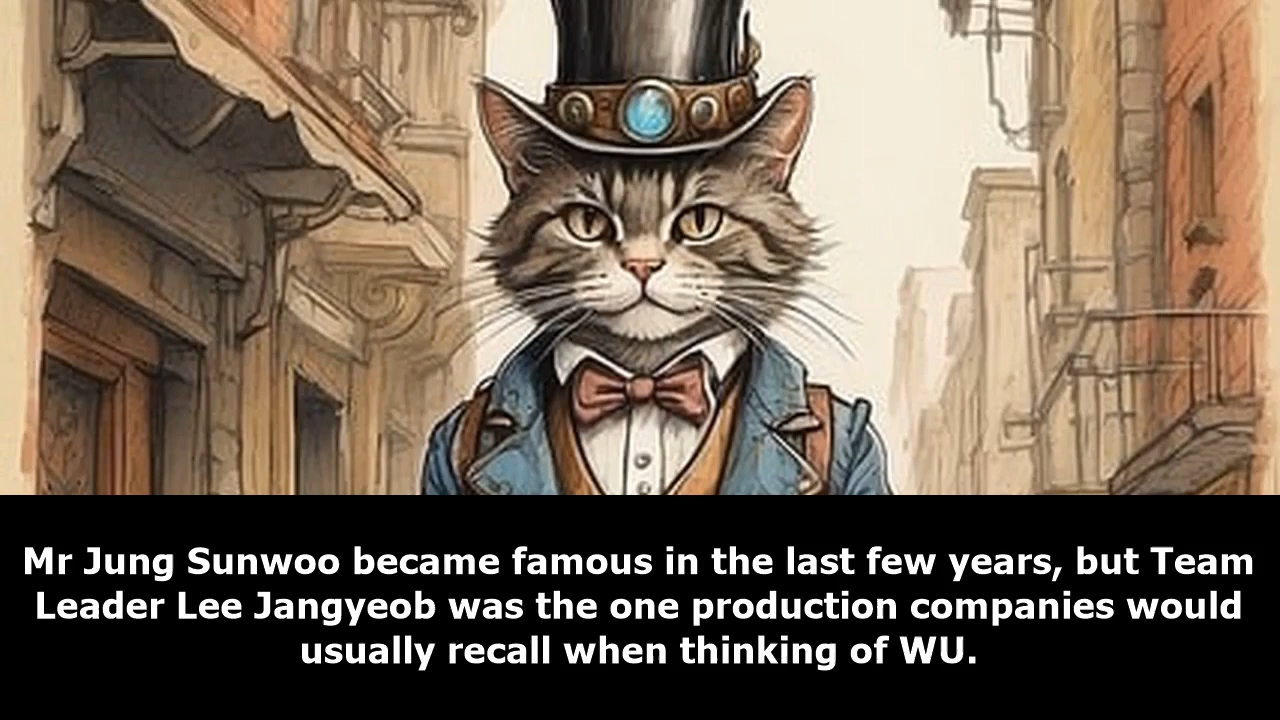 Mr Jung Sunwoo became famous in the last few years, but Team
Leader Lee Jangyeob was the one production companies would
usually recall when thinking of WU.